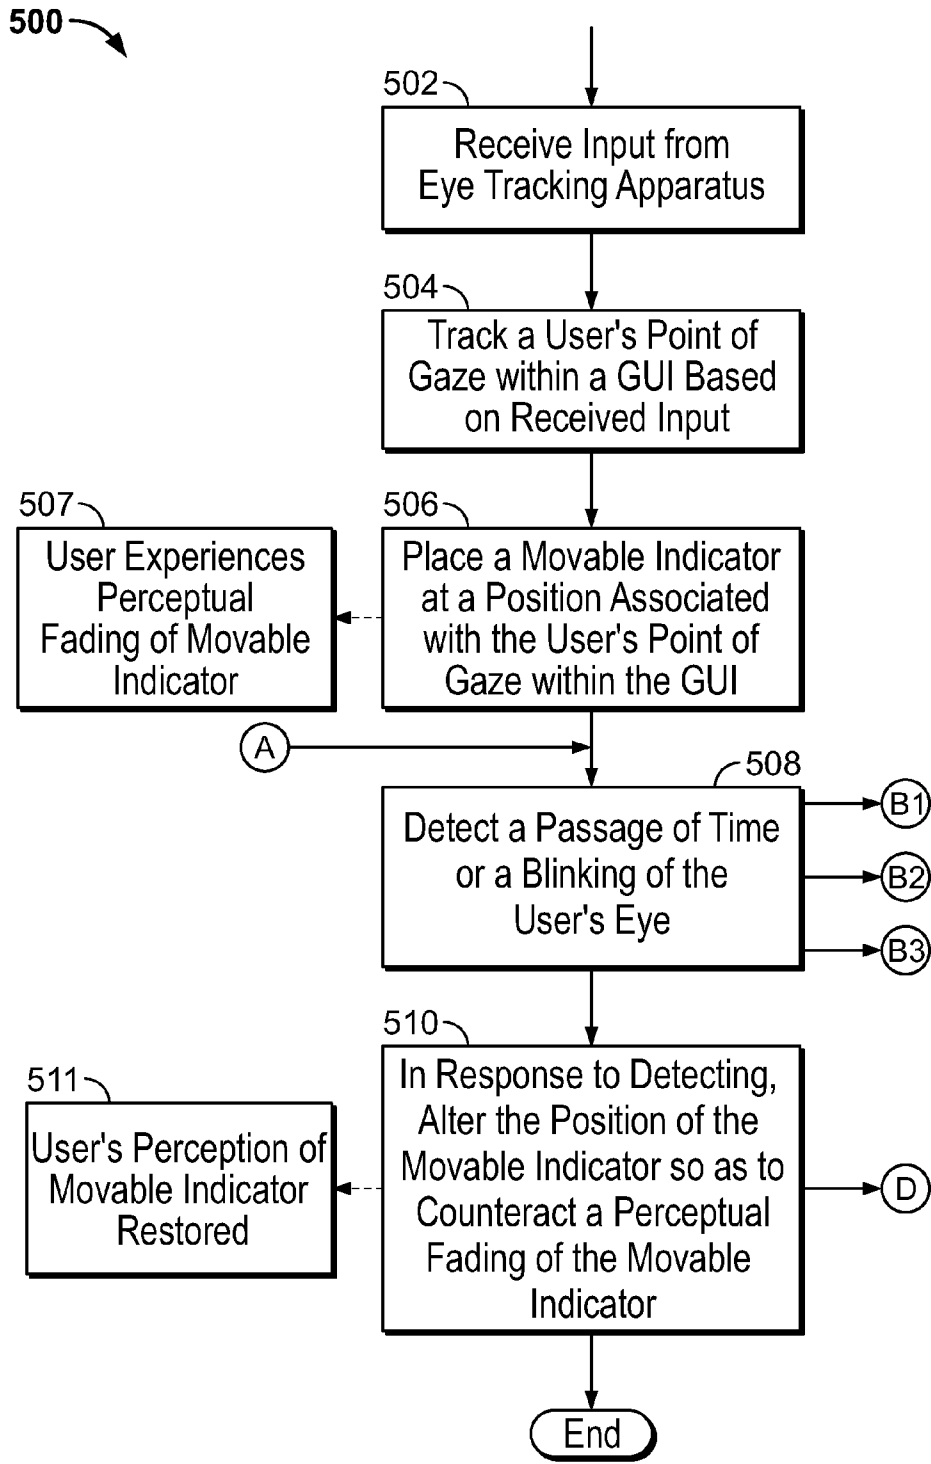 500
502
Receive Input from
Eye Tracking Apparatus
504
Track a User's Point of
Gaze within a GUI Based
on Received Input
507
User Experiences
Perceptual
Fading of Movable
Indicator
506
Place a Movable Indicator
at a Position Associated
with the User's Point of
Gaze within the GUI
A
508
Detect a Passage of Time
or a Blinking of the
User's Eye
B1
B2
B3
510
In Response to Detecting,
Alter the Position of the
Movable Indicator so as to
Counteract a Perceptual
Fading of the Movable
Indicator
511
User's Perception of
Movable Indicator
Restored
D
End